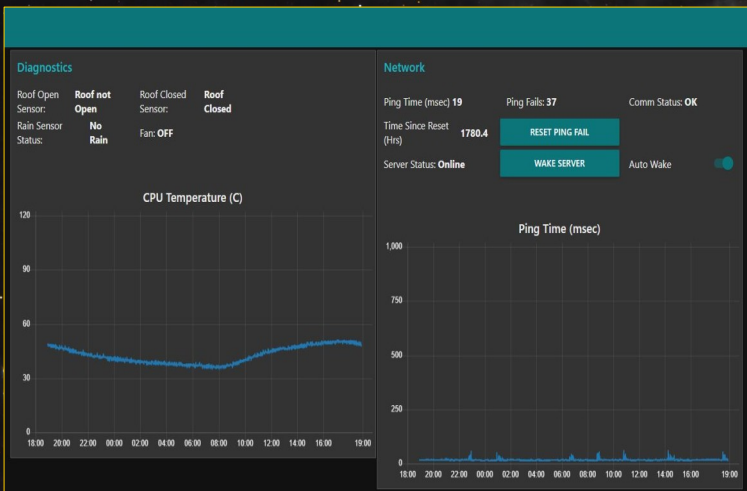 Diagnostics
Roof Open Sensor: Roof not Open
Roof Closed Sensor: Roof Closed
Rain Sensor Status: No Rain
Fan: OFF
CPU Temperature (C)
120
90
60
30
0
18:00 20:00 22:00 00:00 02:00 04:00 06:00 08:00 10:00 12:00 14:00 16:00 19:00
Network
Ping Time (msec) 19 Ping Fails: 37 Comm Status: OK
Time Since Reset (Hrs) 1780.4 RESET PING FAIL
Server Status: Online WAKE SERVER Auto Wake
Ping Time (msec)
1,000
750
500
250
0
18:00 20:00 22:00 00:00 02:00 04:00 06:00 08:00 10:00 12:00 14:00 16:00 19:00